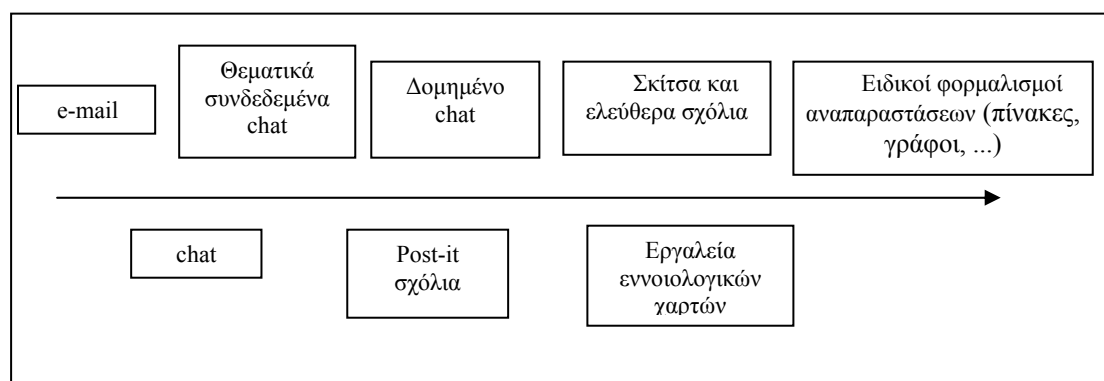 e-mail
Θεματικά
συνδεδεμένα
chat
Δομημένο
chat
Σκίτσα και
ελεύθερα σχόλια
Ειδικοί φορμαλισμοί
αναπαραστάσεων (πίνακες,
γράφοι, ...)
chat
Post-it
σχόλια
Εργαλεία
εννοιολογικών
χαρτών